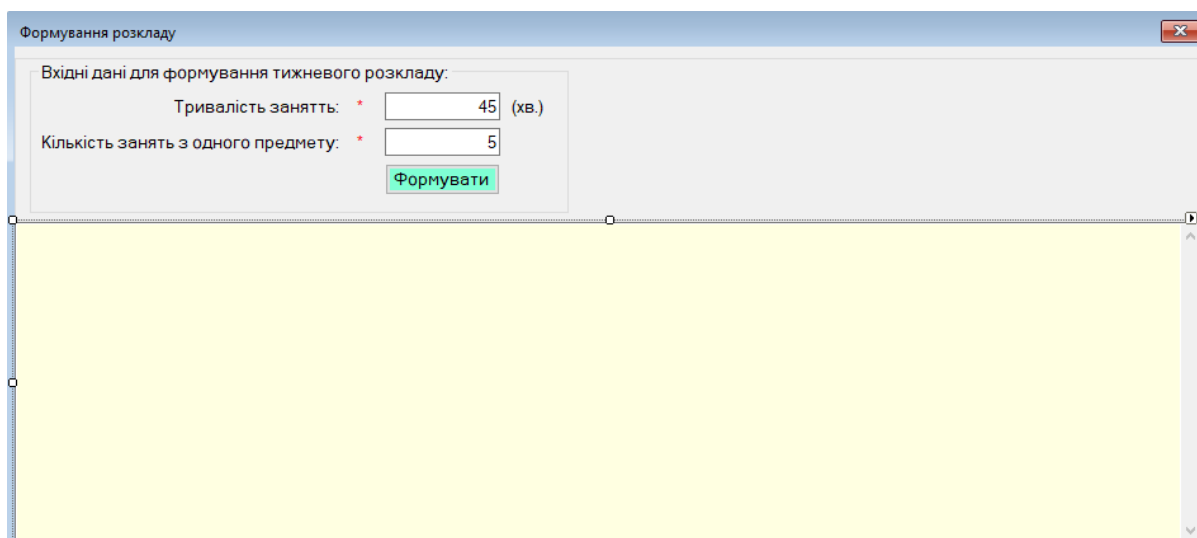 Формування розкладу
Вхідні дані для формування тижневого розкладу:
Тривалість занятть: * 45 (хв.)
Кількість занять з одного предмету: * 5
Формувати